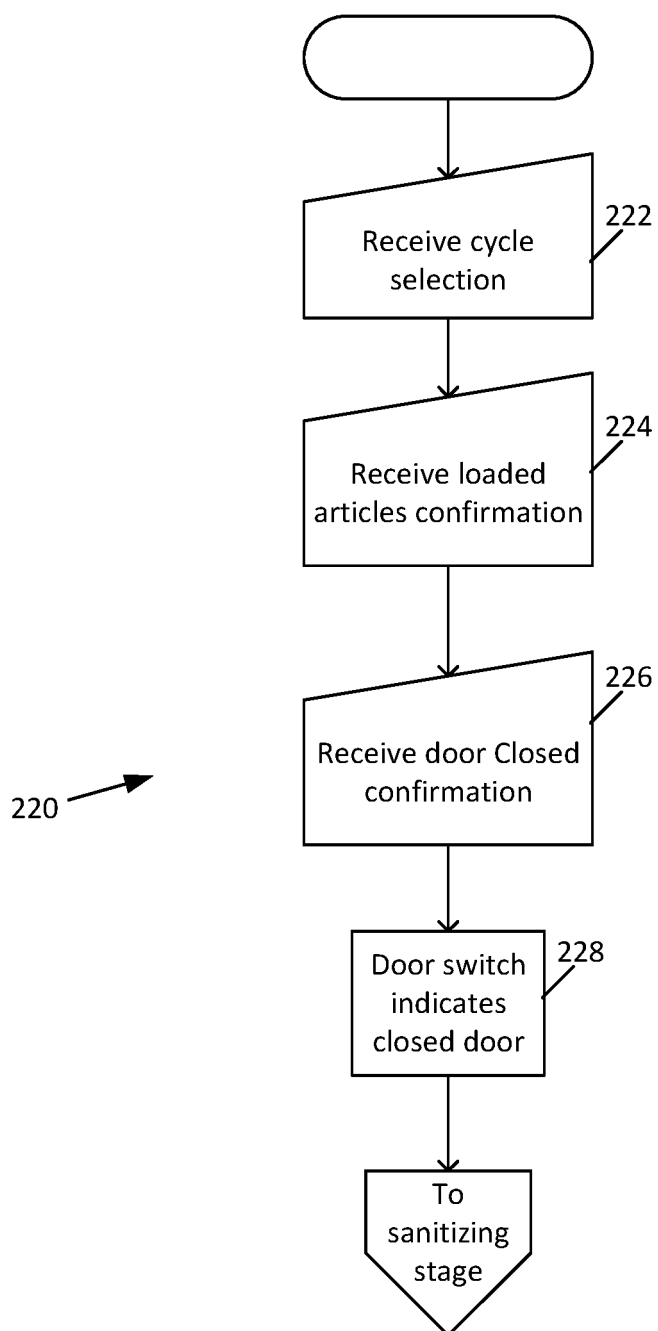 Receive cycle
selection
222
Receive loaded
articles confirmation
224
Receive door Closed
confirmation
226
220
Door switch
indicates
closed door
228
To
sanitizing
stage